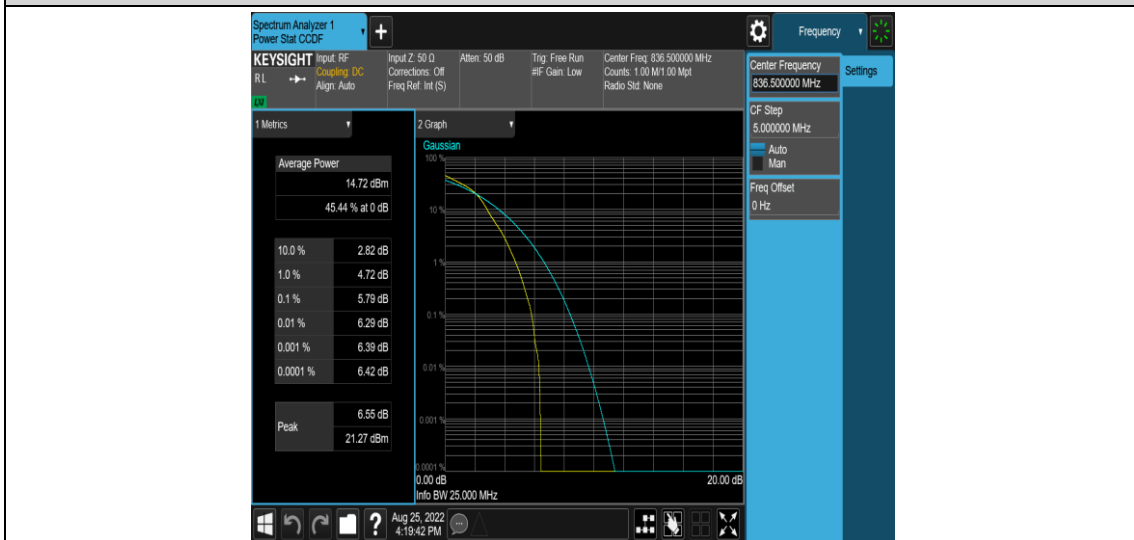 Spectrum Analyzer 1
Power Stat CCDF
+
Frequency
KEYSIGHT
RL
LXI
Input: RF
Coupling: DC
Align: Auto
Input Z: 50 Ω
Corrections: Off
Freq Ref: Int (S)
Atten: 50 dB
Trig: Free Run
#IF Gain: Low
Center Freq: 836.500000 MHz
Counts: 1.00 M/1.00 Mpt
Radio Std: None
Center Frequency
836.500000 MHz
Settings
CF Step
5.000000 MHz
Auto
Man
Freq Offset
0 Hz
1 Metrics
Average Power
14.72 dBm
45.44 % at 0 dB
10.0 % 2.82 dB
1.0 % 4.72 dB
0.1 % 5.79 dB
0.01 % 6.29 dB
0.001 % 6.39 dB
0.0001 % 6.42 dB
Peak 6.55 dB
21.27 dBm
2 Graph
Gaussian
100 %
10 %
1 %
0.1 %
0.01 %
0.001 %
0.0001 %
0.00 dB 20.00 dB
Info BW 25.000 MHz
?
Aug 25, 2022
4:19:42 PM